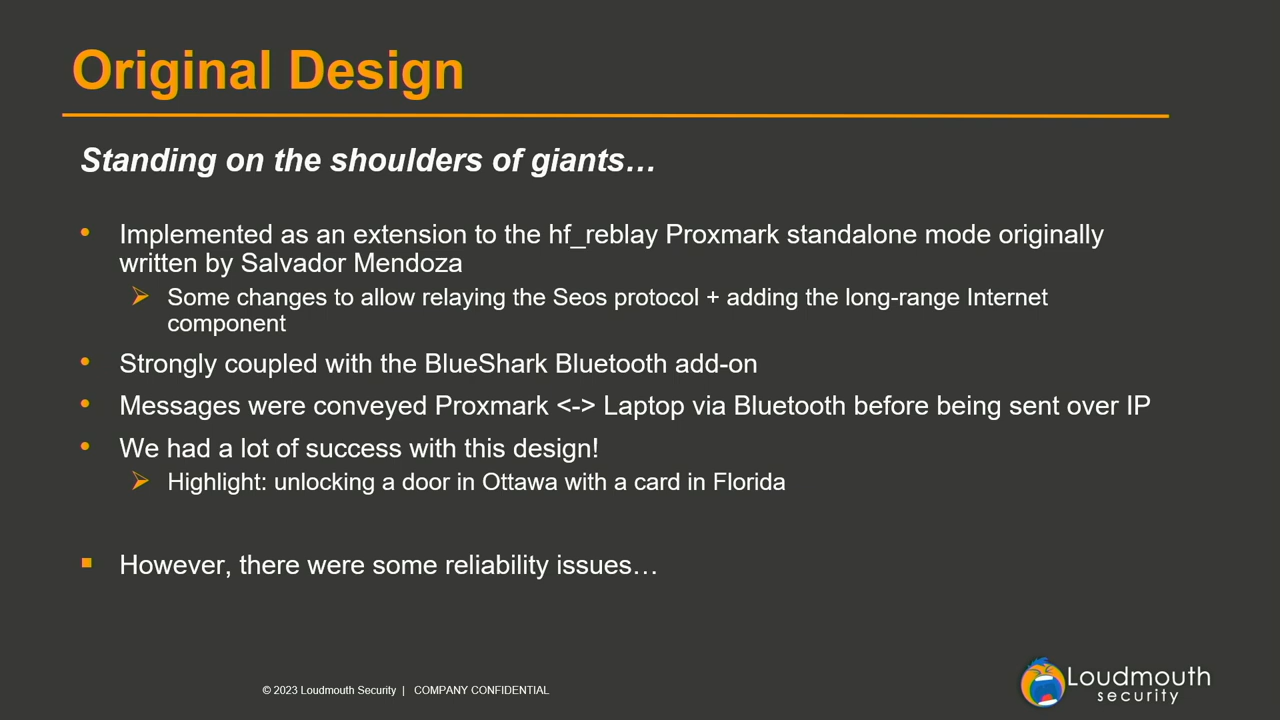 Original Design
Standing on the shoulders of giants…
• Implemented as an extension to the hf_reblay Proxmark standalone mode originally
written by Salvador Mendoza
➢ Some changes to allow relaying the Seos protocol + adding the long-range Internet
component
• Strongly coupled with the BlueShark Bluetooth add-on
• Messages were conveyed Proxmark <-> Laptop via Bluetooth before being sent over IP
• We had a lot of success with this design!
➢ Highlight: unlocking a door in Ottawa with a card in Florida
▪ However, there were some reliability issues…
© 2023 Loudmouth Security | COMPANY CONFIDENTIAL
Loudmouth
security